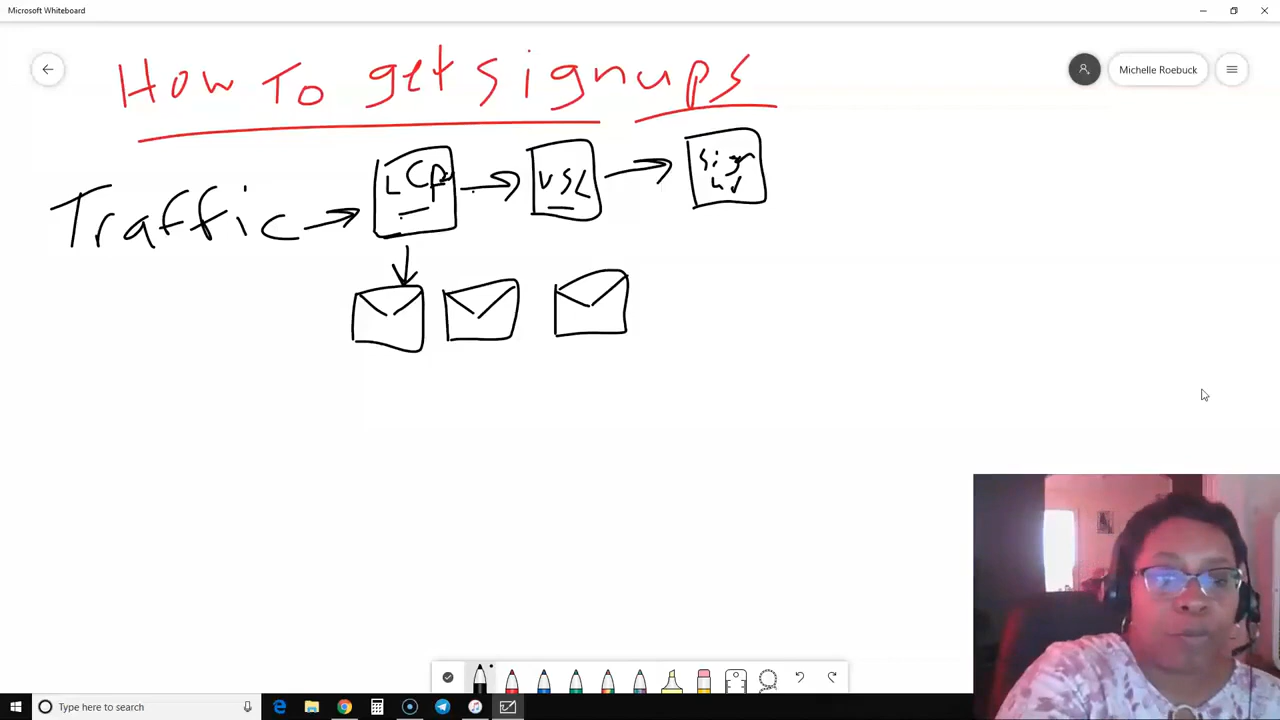 Microsoft Whiteboard
How To get signups
Michelle Roebuck
Traffic
LCP
VSL
Sign
up
Type here to search